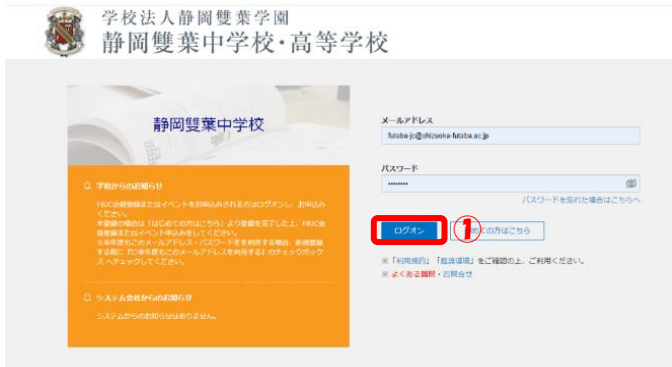 学校法人静岡雙葉学園
静岡雙葉中学校・高等学校
静岡雙葉中学校
学校からのお知らせ
FBJC会員登録またはイベントをお申込みされる方はログオンし、お申込み
ください。
未登録の場合は「はじめての方はこちら」より登録を完了した上、FBJC会
員登録またはイベント申込みをしてください。
※来年度もこのメールアドレス・パスワードをを利用する場合、新規登録
する際に「□来年度もこのメールアドレスを利用する」のチェックボック
スへチェックしてください。
システム会社からのお知らせ
システムからのお知らせはありません。
メールアドレス
futaba-jc@shizuoka-futaba.ac.jp
パスワード
••••••••
パスワードを忘れた場合はこちらへ
ログオン
①
めての方はこちら
※「利用規約」「推奨環境」をご確認の上、ご利用ください。
※ よくある質問・お問合せ